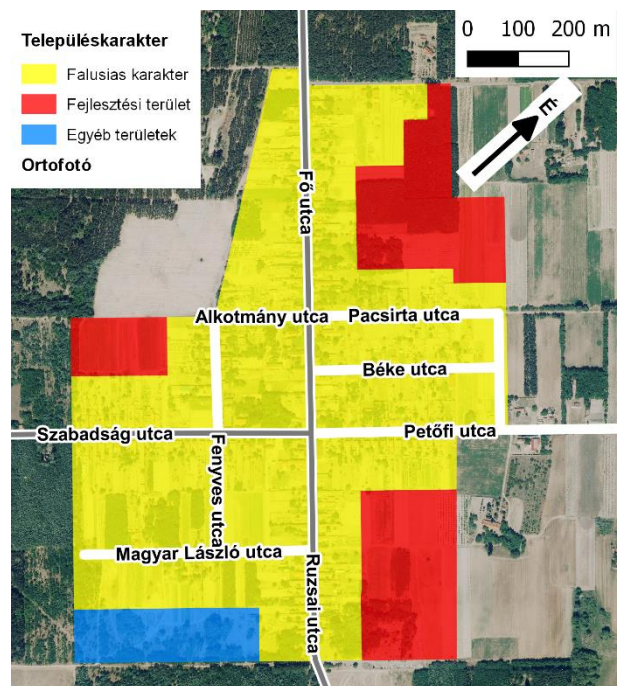 Településkarakter
Falusias karakter
Fejlesztési terület
Egyéb területek
Ortofotó
0 100 200 m
É
Fő utca
Alkotmány utca
Pacsirta utca
Béke utca
Szabadság utca
Petőfi utca
Fenyves utca
Magyar László utca
Ruzsai utca